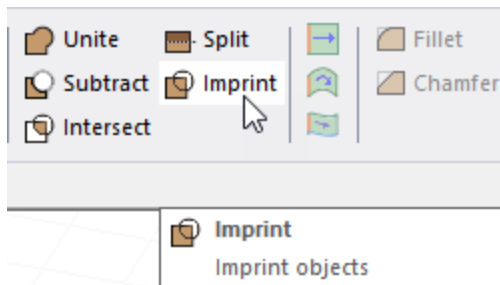 Unite Split Fillet
Subtract Imprint Chamfer
Intersect
Imprint
Imprint objects